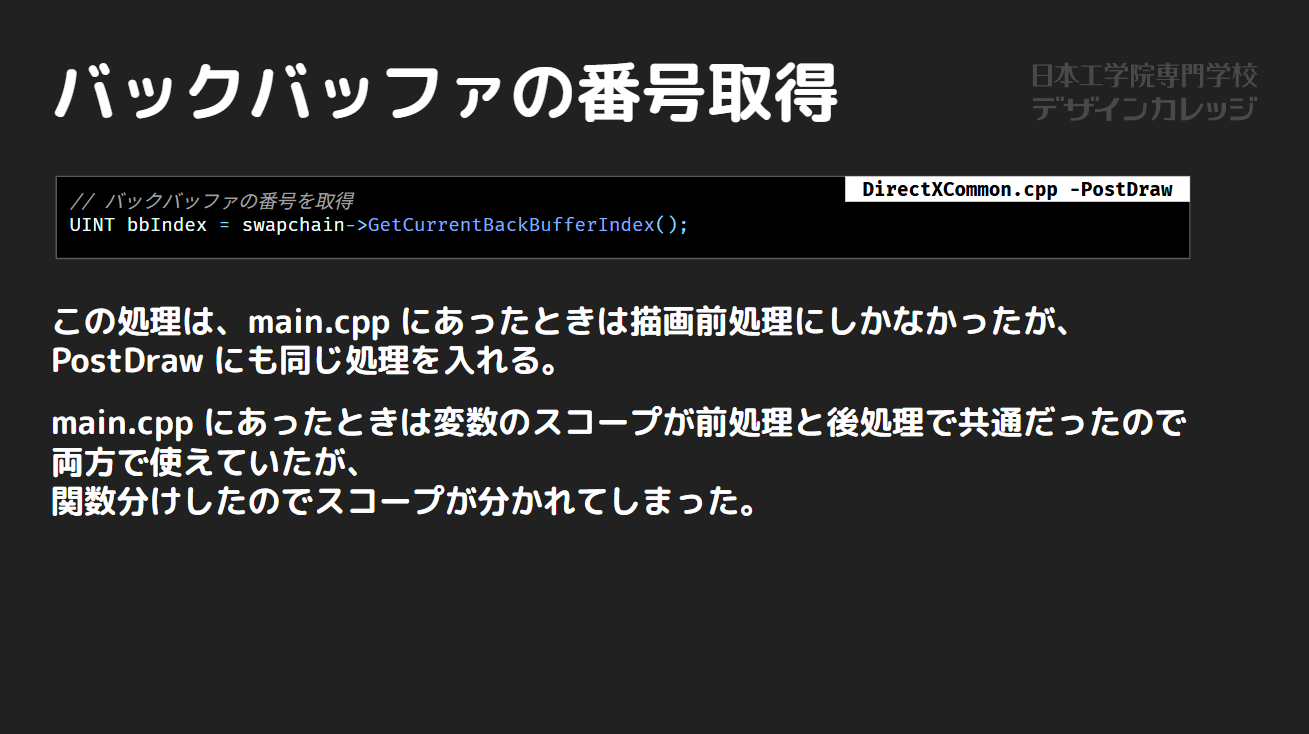 バックバッファの番号取得
日本工学院専門学校
デザインカレッジ
DirectXCommon.cpp -PostDraw
// バックバッファの番号を取得
UINT bbIndex = swapchain->GetCurrentBackBufferIndex();
この処理は、main.cpp にあったときは描画前処理にしかなかったが、
PostDraw にも同じ処理を入れる。
main.cpp にあったときは変数のスコープが前処理と後処理で共通だったので
両方で使えていたが、
関数分けしたのでスコープが分かれてしまった。